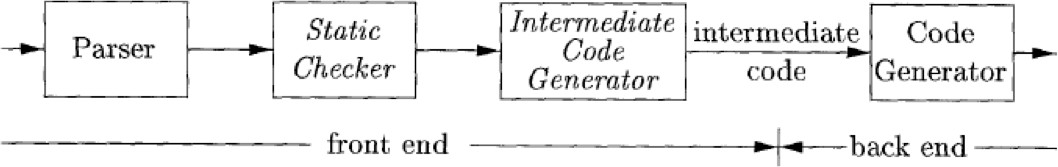 Parser
Static
Checker
Intermediate
Code
Generator
intermediate
code
Code
Generator
front end
back end